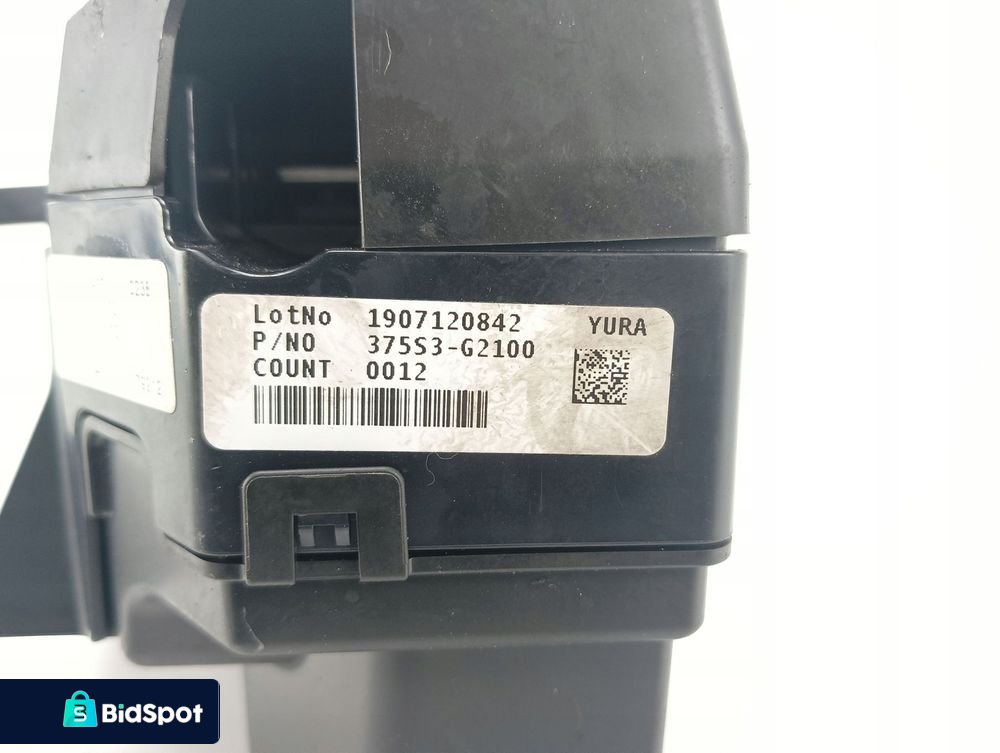 LotNo 1907120842 YURA
P/NO 375S3-G2100
COUNT 0012
BidSpot